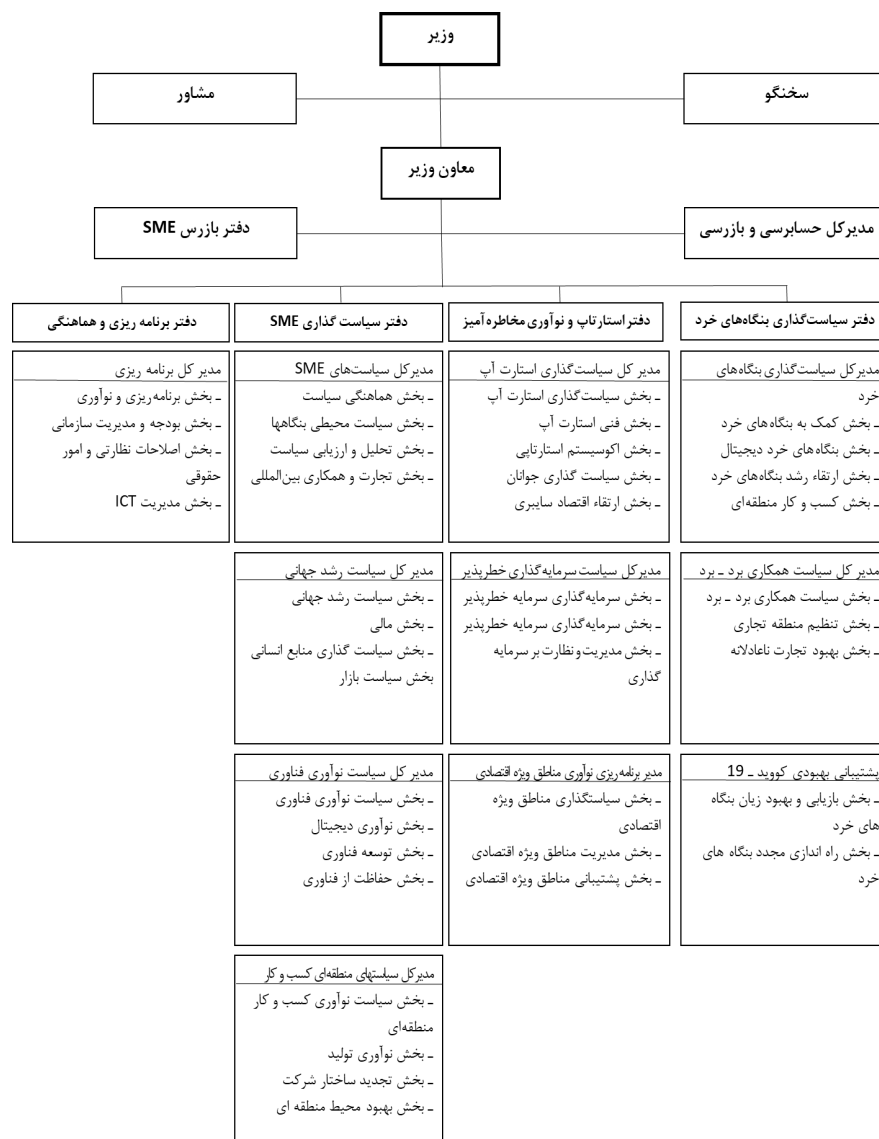 وزیر
سخنگو
مشاور
معاون وزیر
مدیرکل حسابرسی و بازرسی
دفتر بازرس SME
دفتر سیاست‌گذاری بنگاه‌های خرد
دفتر استارتاپ و نوآوری مخاطره آمیز
دفتر سیاست گذاری SME
دفتر برنامه ریزی و هماهنگی
مدیرکل سیاست‌گذاری بنگاه‌های
خرد
ـ بخش کمک به بنگاه‌های خرد
ـ بخش بنگاه‌های خرد دیجیتال
ـ بخش ارتقاء رشد بنگاه‌های خرد
ـ بخش کسب و کار منطقه‌ای
مدیر کل سیاست‌گذاری استارت آپ
ـ بخش سیاست‌گذاری استارت آپ
ـ بخش فنی استارت آپ
ـ بخش اکوسیستم استارتاپی
ـ بخش سیاست گذاری جوانان
ـ بخش ارتقاء اقتصاد سایبری
مدیرکل سیاست‌های SME
ـ بخش هماهنگی سیاست
ـ بخش سیاست محیطی بنگاهها
ـ بخش تحلیل و ارزیابی سیاست
ـ بخش تجارت و همکاری بین‌المللی
مدیر کل برنامه ریزی
ـ بخش برنامه‌ریزی و نوآوری
ـ بخش بودجه و مدیریت سازمانی
ـ بخش اصلاحات نظارتی و امور
حقوقی
ـ بخش مدیریت ICT
مدیر کل سیاست همکاری برد ـ برد
ـ بخش سیاست همکاری برد ـ برد
ـ بخش تنظیم منطقه تجاری
ـ بخش بهبود تجارت ناعادلانه
مدیرکل سیاست سرمایه‌گذاری خطرپذیر
ـ بخش سرمایه‌گذاری سرمایه خطرپذیر
ـ بخش سرمایه‌گذاری سرمایه خطرپذیر
ـ بخش مدیریت و نظارت بر سرمایه
گذاری
مدیر کل سیاست رشد جهانی
ـ بخش سیاست رشد جهانی
ـ بخش مالی
ـ بخش سیاست گذاری منابع انسانی
بخش سیاست بازار
پشتیبانی بهبودی کووید ـ 19
ـ بخش بازیابی و بهبود زیان بنگاه
های خرد
ـ بخش راه اندازی مجدد بنگاه های
خرد
مدیر برنامه‌ریزی نوآوری مناطق ویژه اقتصادی
ـ بخش سیاستگذاری مناطق ویژه
اقتصادی
ـ بخش مدیریت مناطق ویژه اقتصادی
ـ بخش پشتیبانی مناطق ویژه اقتصادی
مدیر کل سیاست نوآوری فناوری
ـ بخش سیاست نوآوری فناوری
ـ بخش نوآوری دیجیتال
ـ بخش توسعه فناوری
ـ بخش حفاظت از فناوری
مدیرکل سیاستهای منطقه‌ای کسب و کار
ـ بخش سیاست نوآوری کسب و کار
منطقه‌ای
ـ بخش نوآوری تولید
ـ بخش تجدید ساختار شرکت
ـ بخش بهبود محیط منطقه ای